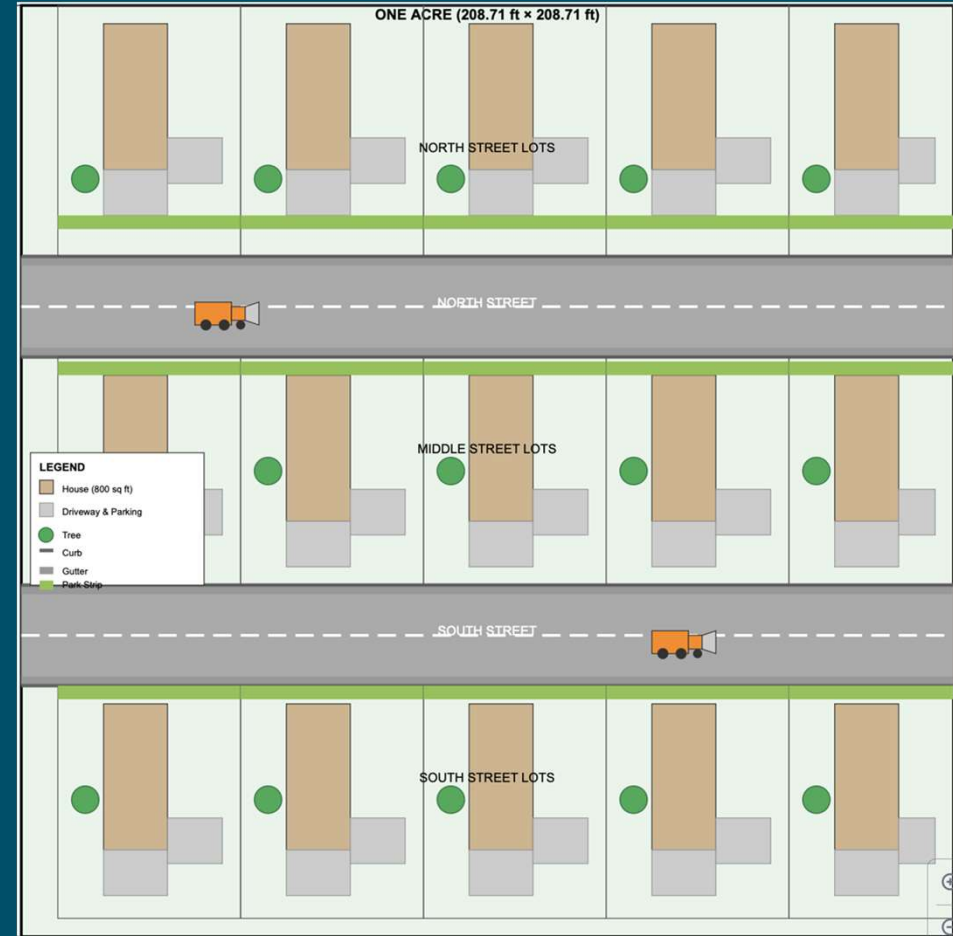 ONE ACRE (208.71 ft × 208.71 ft)
NORTH STREET LOTS
NORTH STREET
MIDDLE STREET LOTS
LEGEND
House (800 sq ft)
Driveway & Parking
Tree
Curb
Gutter
Park Strip
SOUTH STREET
SOUTH STREET LOTS